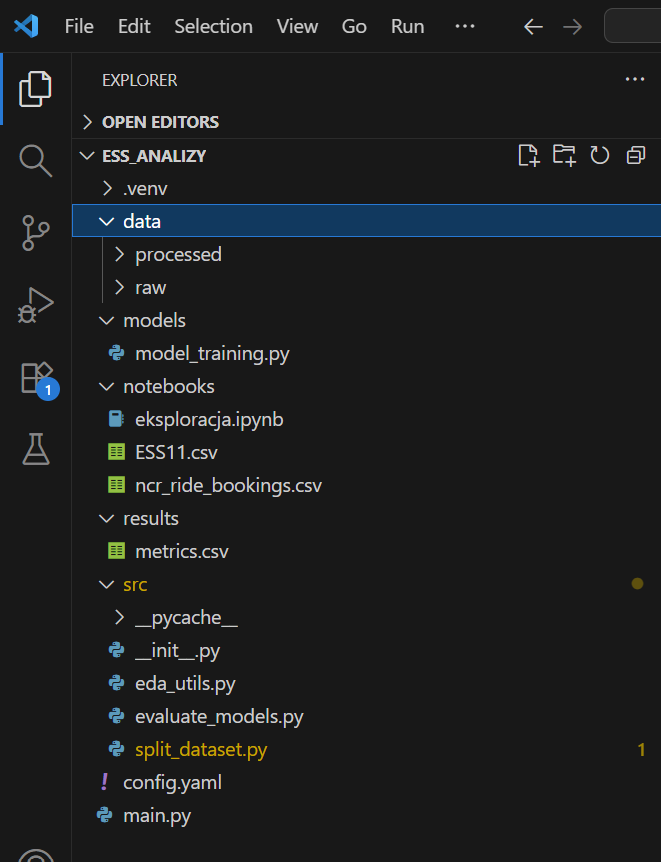 File Edit Selection View Go Run ···
EXPLORER ···
OPEN EDITORS
ESS_ANALIZY
.venv
data
processed
raw
models
model_training.py
notebooks
eksploracja.ipynb
1
ESS11.csv
ncr_ride_bookings.csv
results
metrics.csv
src
__pycache__
__init__.py
eda_utils.py
evaluate_models.py
split_dataset.py 1
! config.yaml
main.py